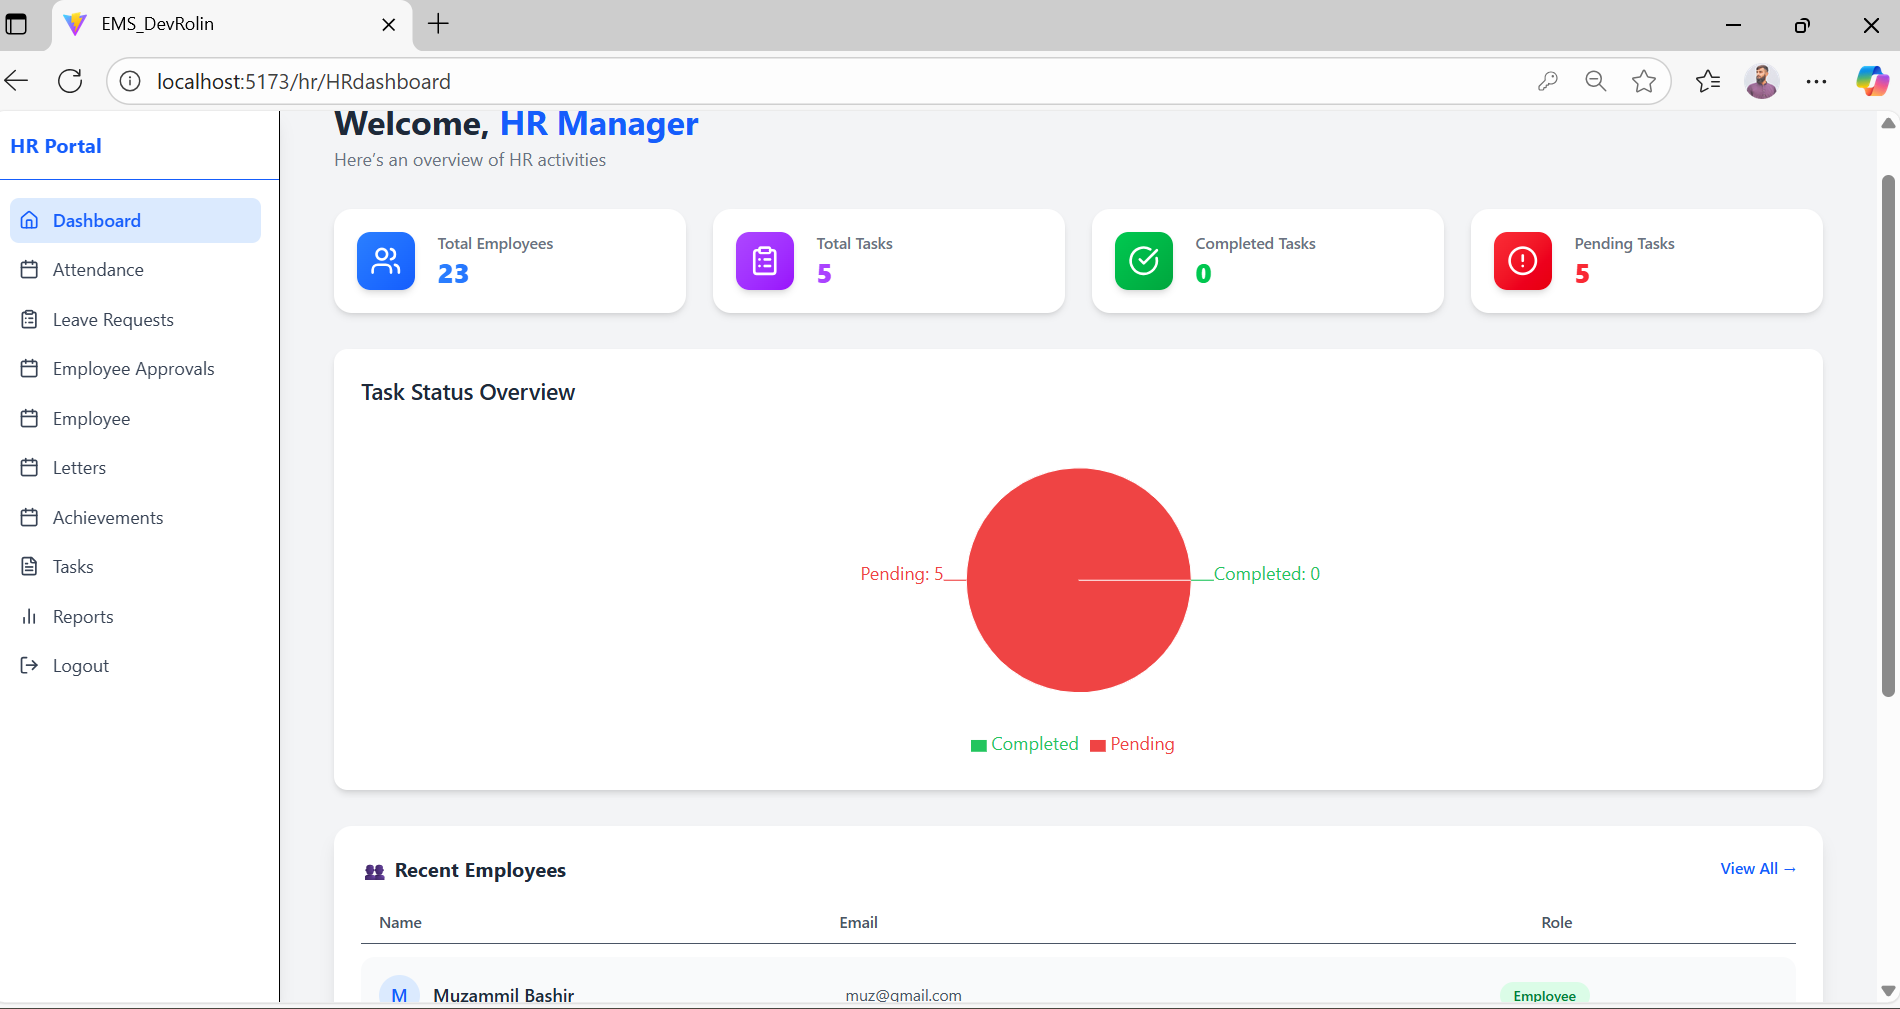 EMS_DevRolin
localhost:5173/hr/HRdashboard
HR Portal
Dashboard
Attendance
Leave Requests
Employee Approvals
Employee
Letters
Achievements
Tasks
Reports
Logout
Welcome, HR Manager
Here's an overview of HR activities
Total Employees
23
Total Tasks
5
Completed Tasks
0
Pending Tasks
5
Task Status Overview
Pending: 5
Completed: 0
Completed Pending
Recent Employees
View All →
Name Email Role
M Muzammil Bashir muz@gmail.com Employee